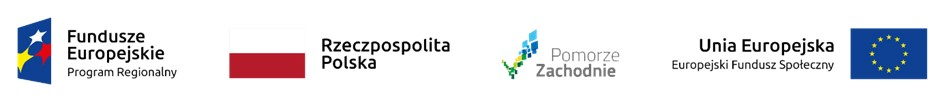 Fundusze
Europejskie
Program Regionalny
Rzeczpospolita
Polska
Pomorze
Zachodnie
Unia Europejska
Europejski Fundusz Społeczny